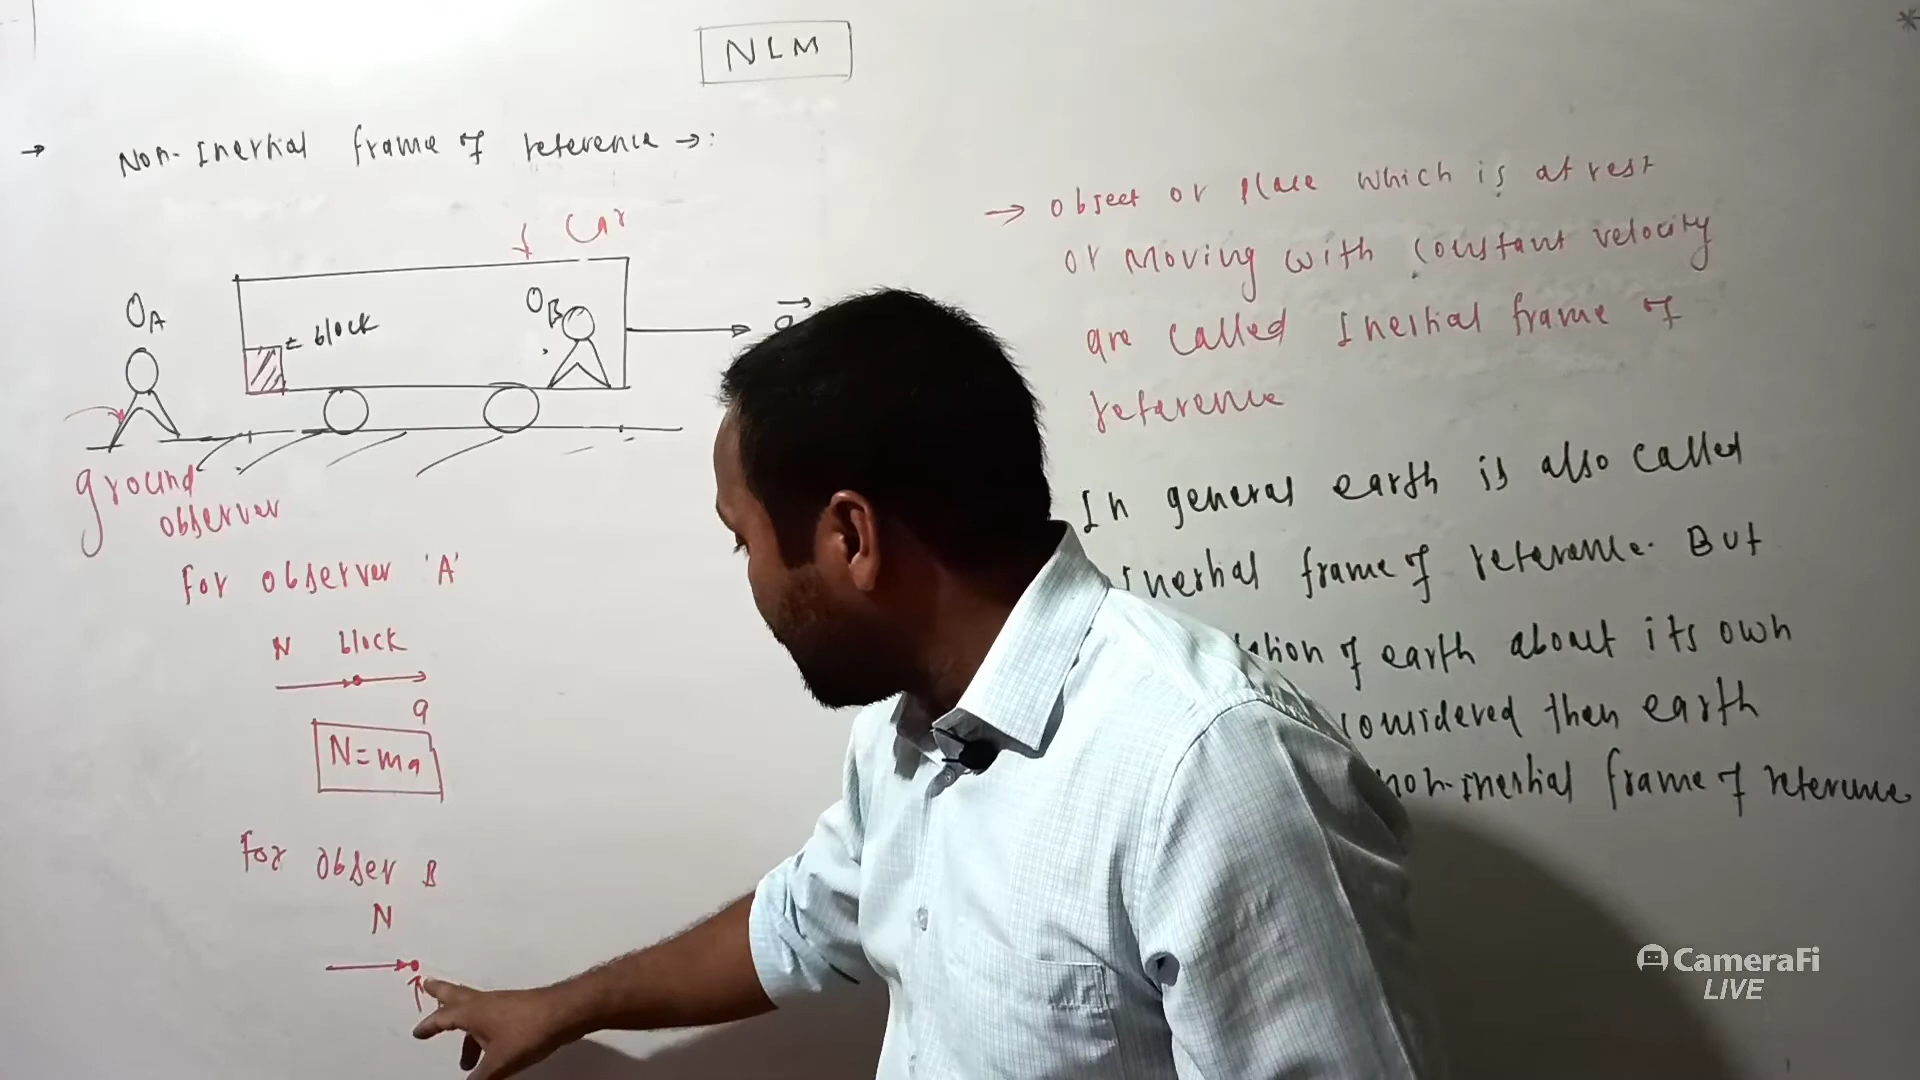 NLM
→ Non-Inertial frame of reference →:
Car
O_A
block
O_B
ground
observer
for observer 'A'
N block
a
N=ma
For Obser B
N
→ Object or place which is at rest
or moving with constant velocity
are called Inertial frame of
reference
In general earth is also called
Inertial frame of reference. But
of earth about its own
considered then earth
non-inertial frame of reference
CameraFi
LIVE